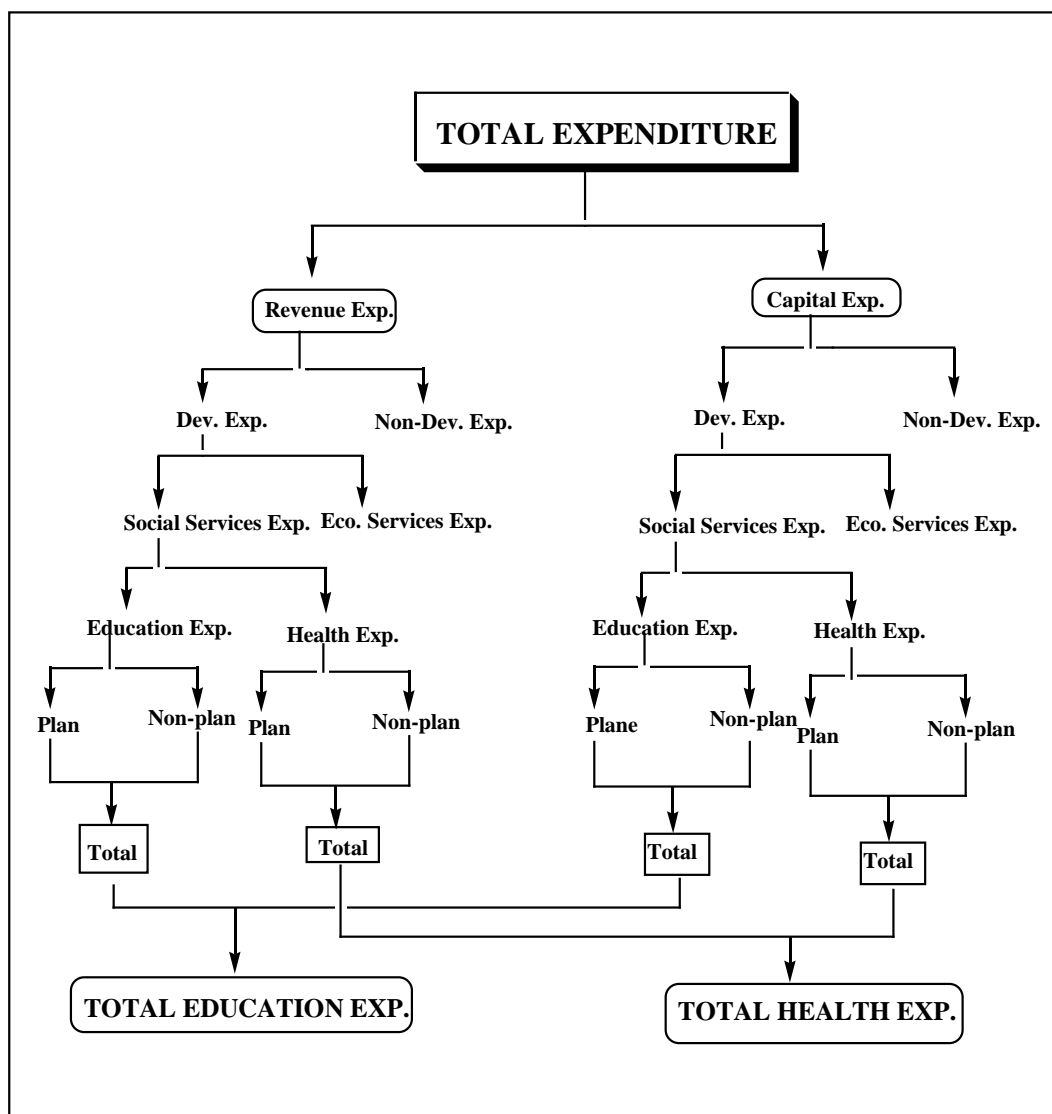 TOTAL EXPENDITURE
Revenue Exp.
Capital Exp.
Dev. Exp.
Non-Dev. Exp.
Dev. Exp.
Non-Dev. Exp.
Social Services Exp.
Eco. Services Exp.
Social Services Exp.
Eco. Services Exp.
Education Exp.
Health Exp.
Education Exp.
Health Exp.
Plan
Non-plan
Plan
Non-plan
Plane
Non-plan
Plan
Non-plan
Total
Total
Total
Total
TOTAL EDUCATION EXP.
TOTAL HEALTH EXP.